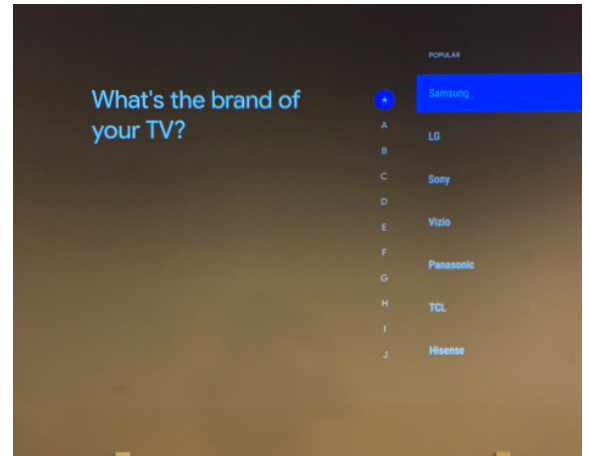 What's the brand of
your TV?
★
A
B
C
D
E
F
G
H
I
J
POPULAR
Samsung
LG
Sony
Vizio
Panasonic
TCL
Hisense